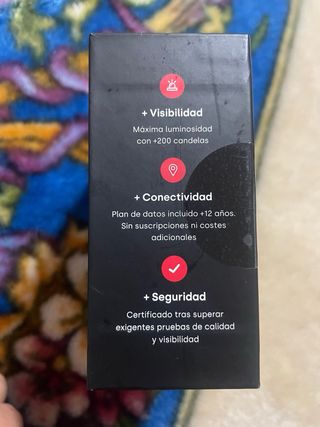 + Visibilidad
Máxima luminosidad
con +200 candelas
+ Conectividad
Plan de datos incluido +12 años.
Sin suscripciones ni costes
adicionales
+ Seguridad
Certificado tras superar
exigentes pruebas de calidad
y visibilidad